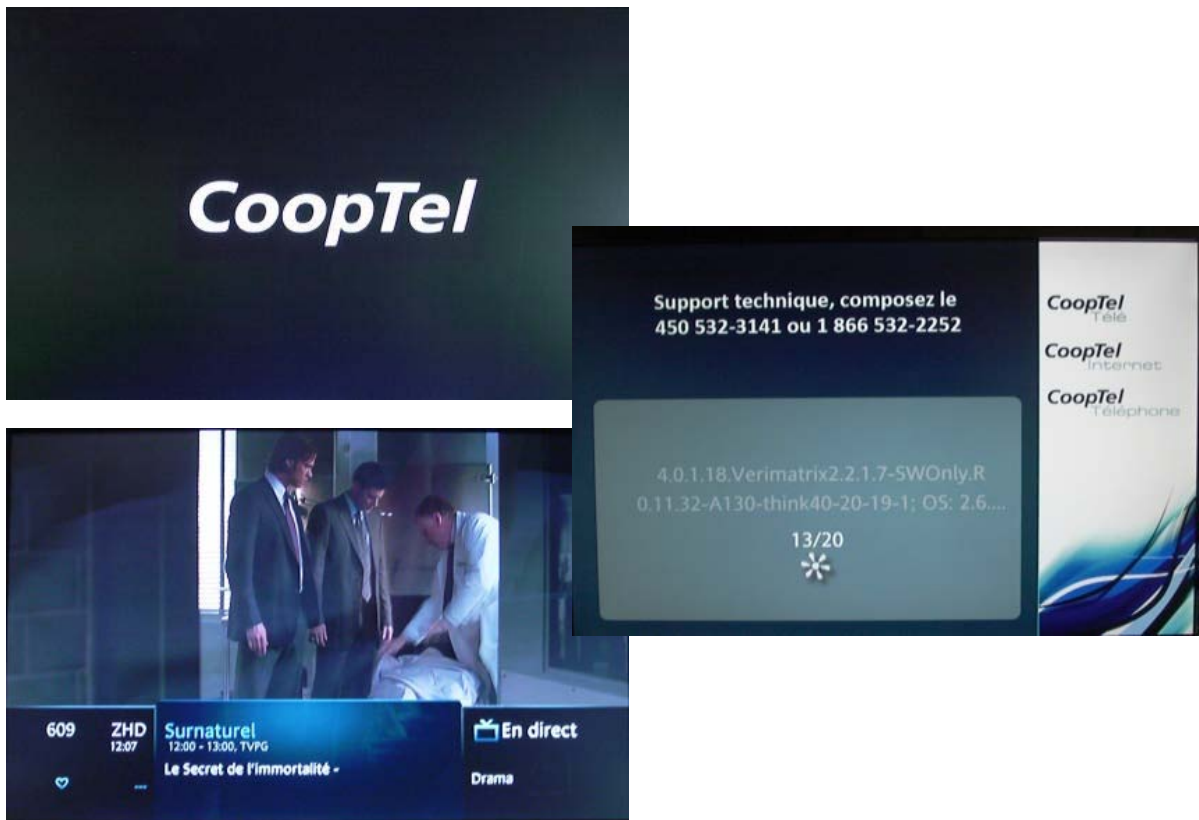 CoopTel
Support technique, composez le
450 532-3141 ou 1 866 532-2252
4.0.1.18.Verimatrix2.2.1.7-SWOnly.R
0.11.32-A130-think40-20-19-1; OS: 2.6....
13/20
CoopTel
Télé
CoopTel
internet
CoopTel
Téléphone
609
ZHD
12:07
Surnaturel
12:00 - 13:00, TVPG
Le Secret de l'immortalité -
En direct
Drama